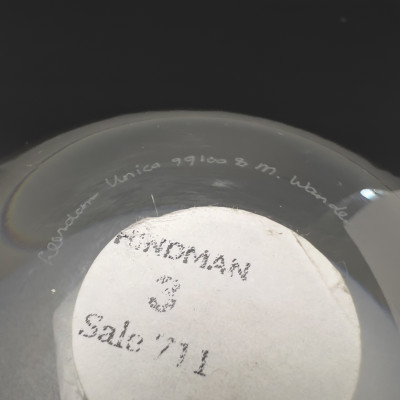 Leerdam Unica 99100 8 M. Wande
HINDMAN
3
Sale 711